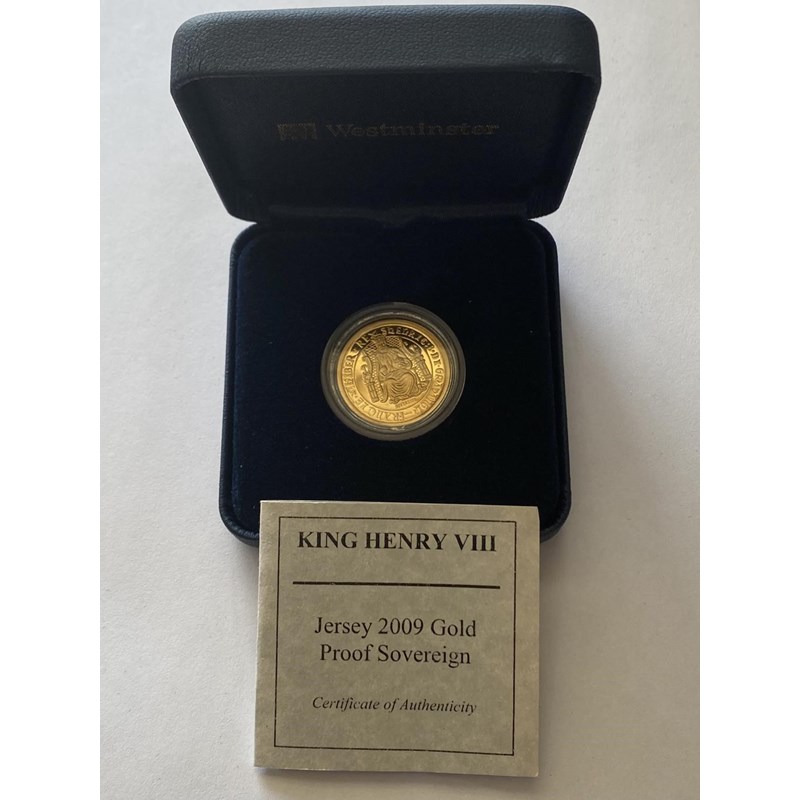 Westminster
KING HENRY VIII
Jersey 2009 Gold
Proof Sovereign
Certificate of Authenticity